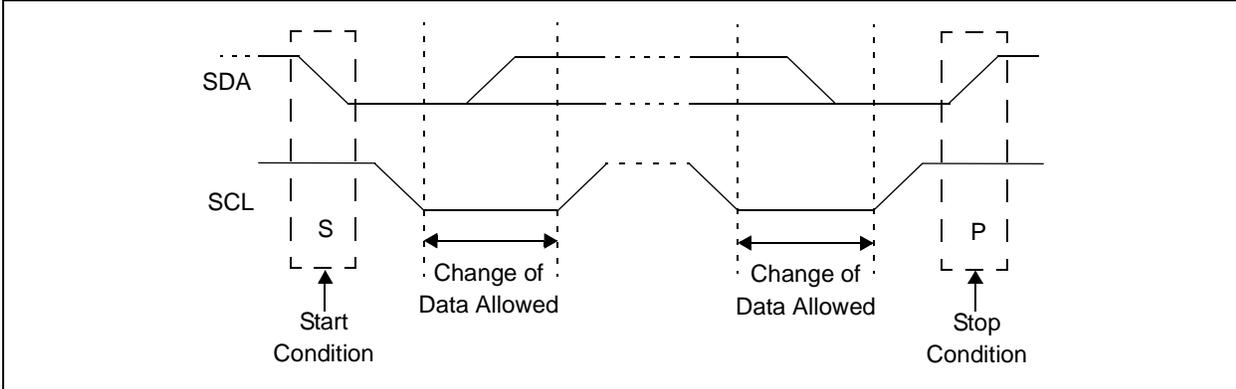 SDA
SCL
S
P
Change of
Data Allowed
Change of
Data Allowed
Start
Condition
Stop
Condition